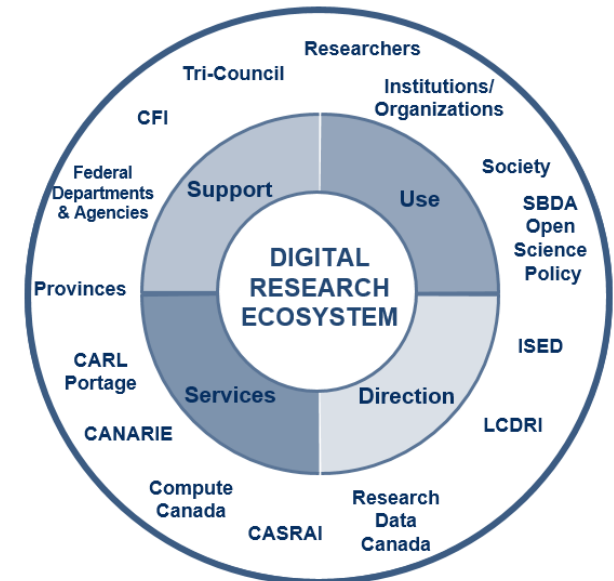 Researchers
Tri-Council
Institutions/
Organizations
CFI
Society
Federal
Departments
& Agencies
Support
Use
SBDA
Open
Science
Policy
DIGITAL
RESEARCH
ECOSYSTEM
Provinces
ISED
CARL
Portage
Services
Direction
LCDRI
CANARIE
Compute
Canada
Research
Data
Canada
CASRAI